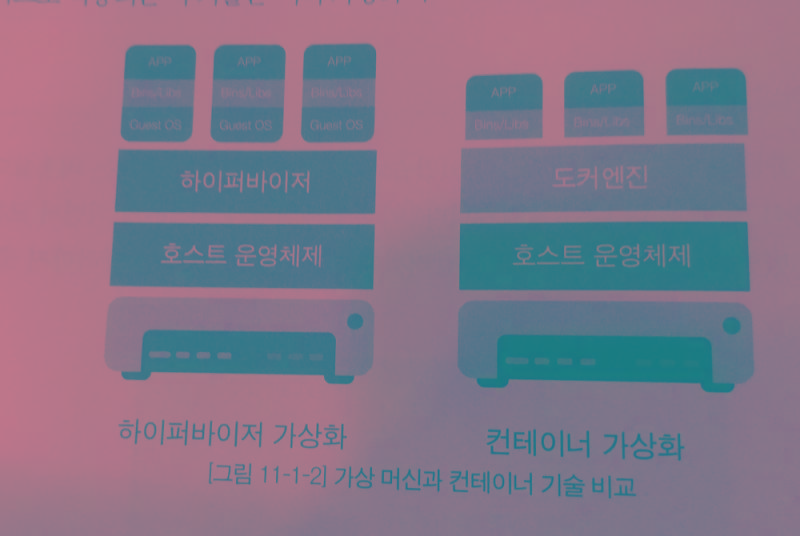 APP
Bins/Libs
Guest OS
APP
Bins/Libs
Guest OS
APP
Bins/Libs
Guest OS
하이퍼바이저
호스트 운영체제
하이퍼바이저 가상화
APP
Bins/Libs
APP
Bins/Libs
APP
Bins/Libs
도커엔진
호스트 운영체제
컨테이너 가상화
[그림 11-1-2] 가상 머신과 컨테이너 기술 비교